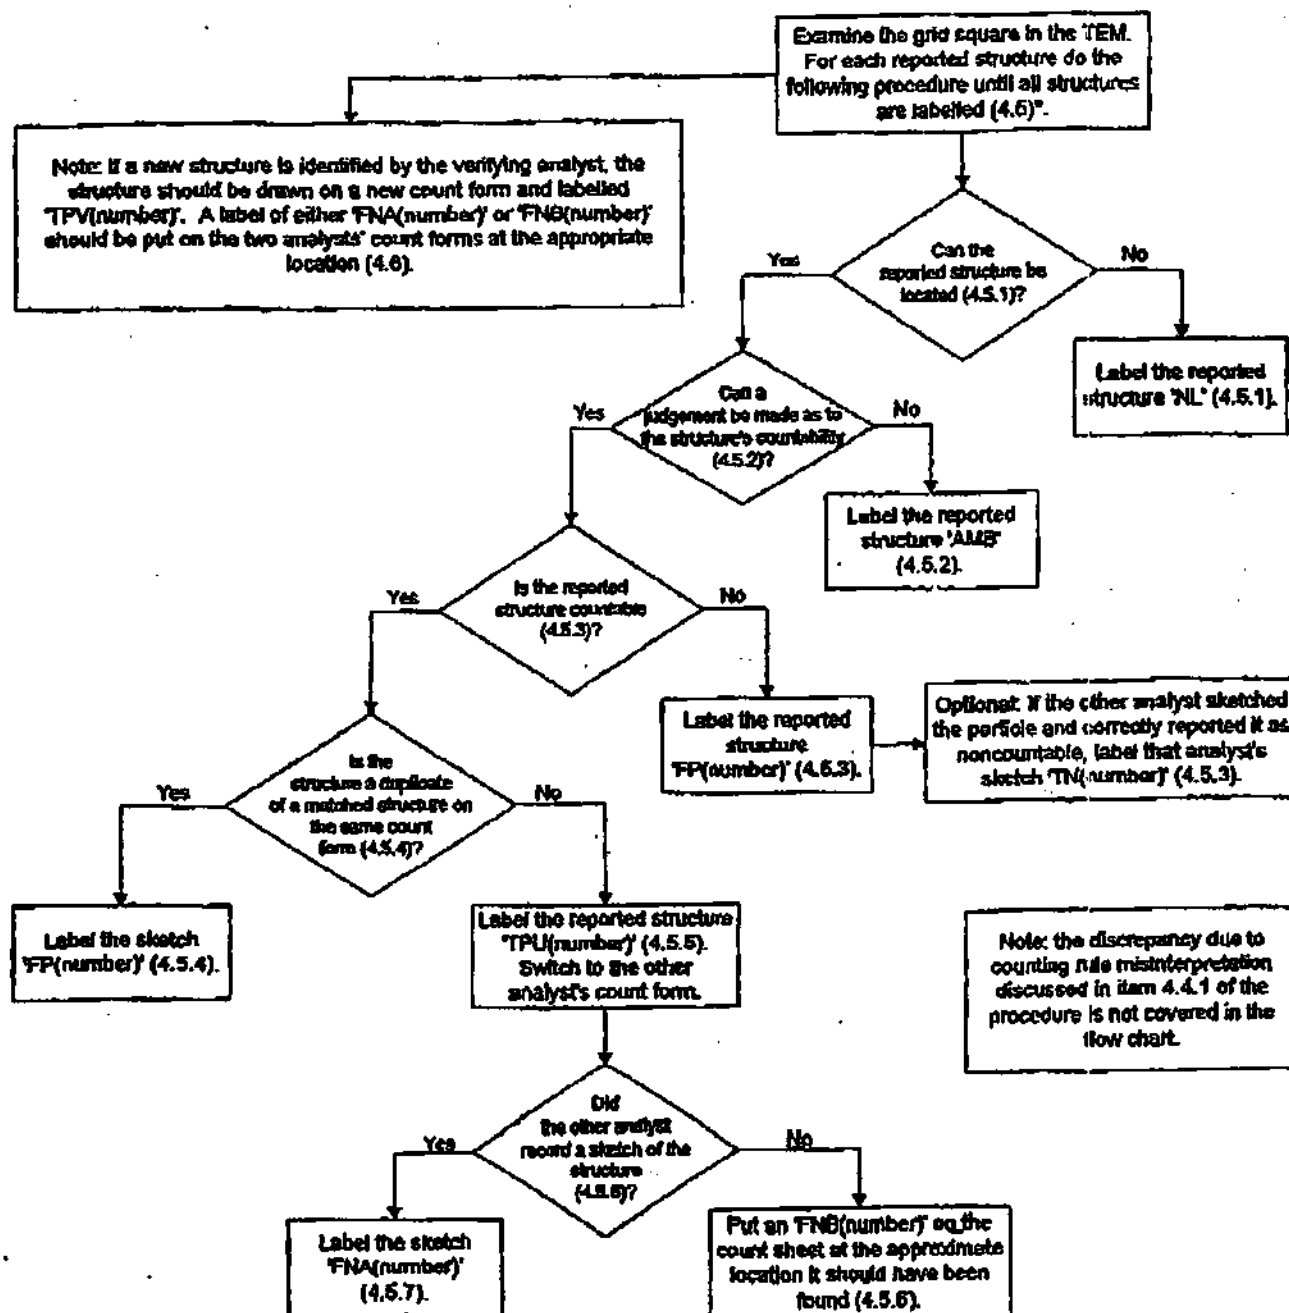 Examine the grid square in the TEM.
For each reported structure do the
following procedure until all structures
are labelled (4.5)*.
Note: If a new structure is identified by the verifying analyst, the
structure should be drawn on a new count form and labelled
'TPV(number)'. A label of either 'FNA(number)' or 'FNB(number)'
should be put on the two analysts' count forms at the appropriate
location (4.6).
Can the
reported structure be
located (4.5.1)?
Yes
No
Label the reported
structure 'NL' (4.5.1).
Can a
judgement be made as to
the structure's countability
(4.5.2)?
Yes
No
Label the reported
structure 'AMB'
(4.5.2).
Is the reported
structure countable
(4.5.3)?
Yes
No
Label the reported
structure
'FP(number)' (4.5.3).
Optional: If the other analyst sketched
the particle and correctly reported it as
noncountable, label that analyst's
sketch 'TN(number)' (4.5.3).
Is the
structure a duplicate
of a matched structure on
the same count
form (4.5.4)?
Yes
No
Label the sketch
'FP(number)' (4.5.4).
Label the reported structure
'TPU(number)' (4.5.5).
Switch to the other
analyst's count form.
Note: the discrepancy due to
counting rule misinterpretation
discussed in item 4.4.1 of the
procedure is not covered in the
flow chart.
Did
the other analyst
record a sketch of the
structure
(4.5.6)?
Yes
No
Label the sketch
'FNA(number)'
(4.5.7).
Put an 'FNB(number)' on the
count sheet at the approximate
location it should have been
found (4.5.6).